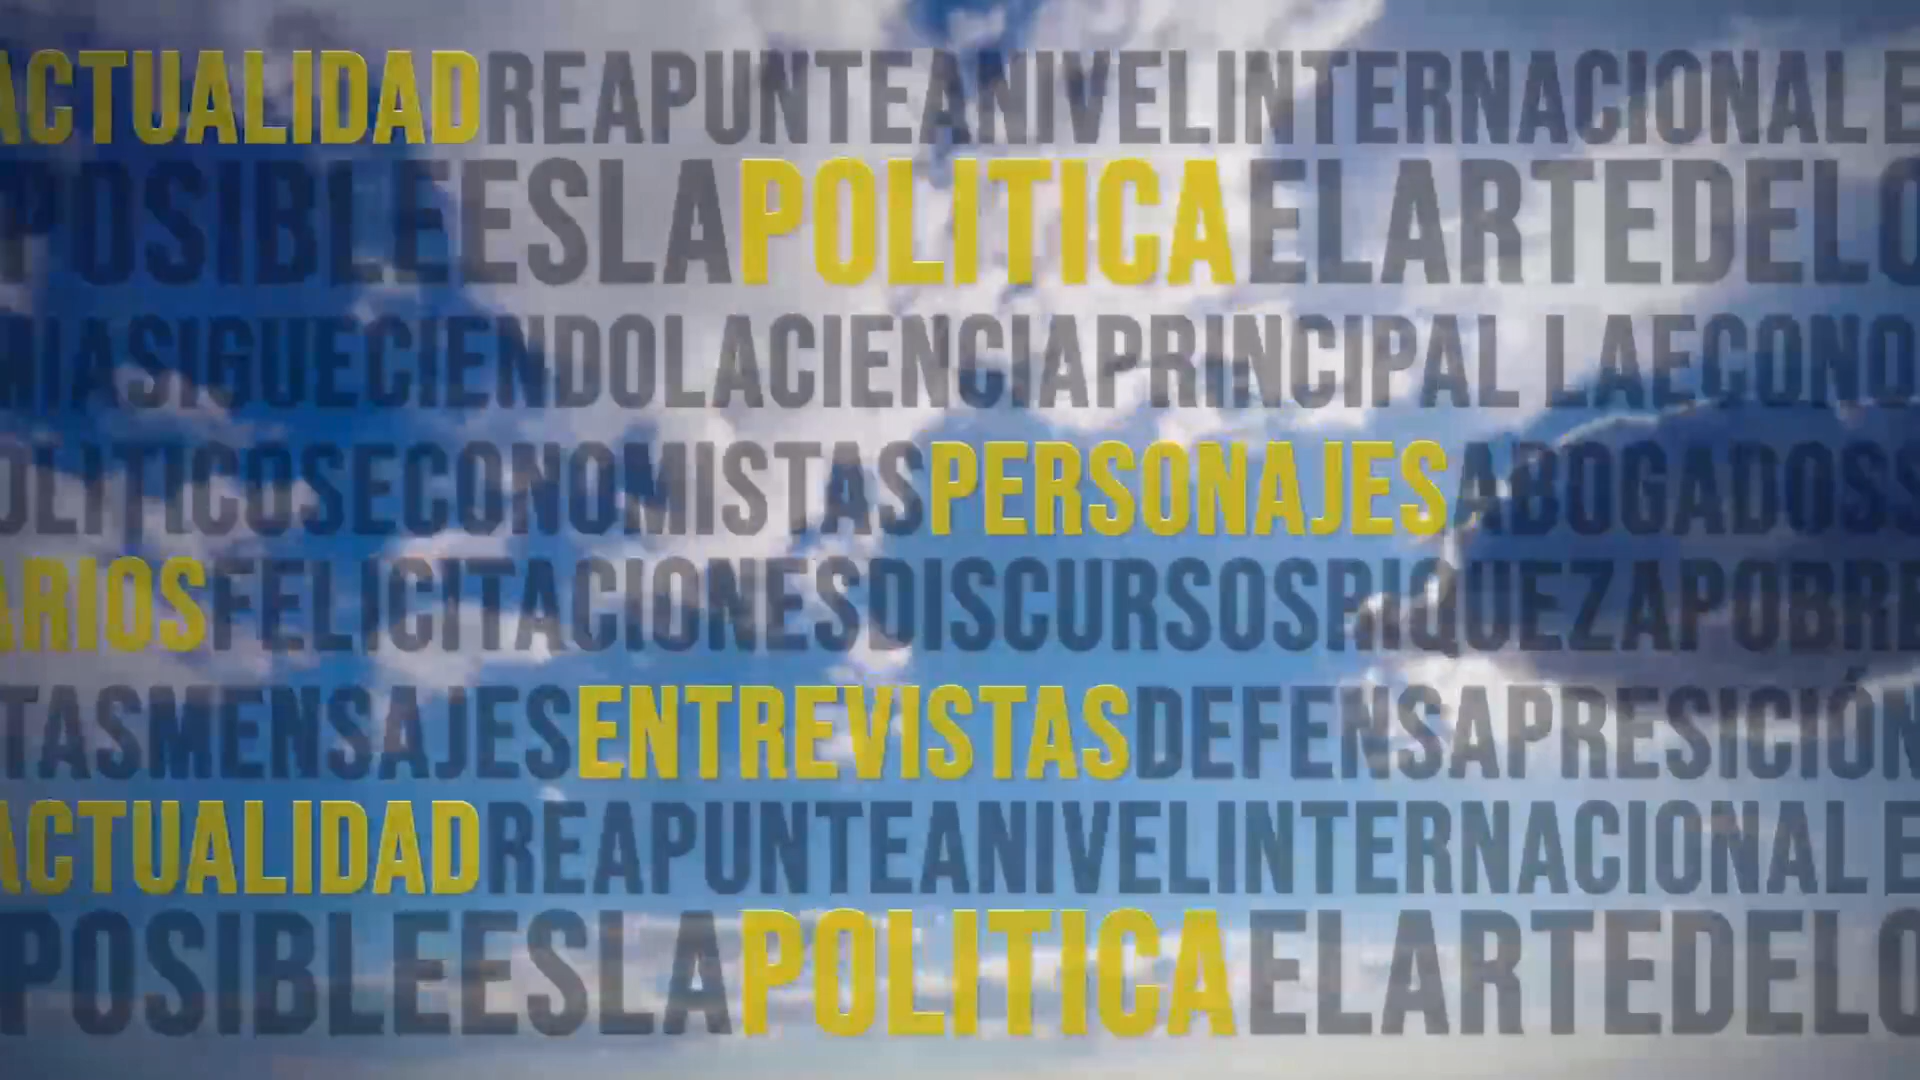 ACTUALIDADREAPUNTEANIVELINTERNACIONALE
POSIBLEESLAPOLITICAELARTEDELO
MIASIGUECIENDOLACIENCIAPRINCIPAL LAECONO
OLITICOSECONOMISTASPERSONAJESABOGADOSS
ARIOSFELICITACIONESDISCURSOSRIQUEZAPOBRE
TASMENSAJESENTREVISTASDEFENSAPRESICIÓN
ACTUALIDADREAPUNTEANIVELINTERNACIONALE
POSIBLEESLAPOLITICAELARTEDELO